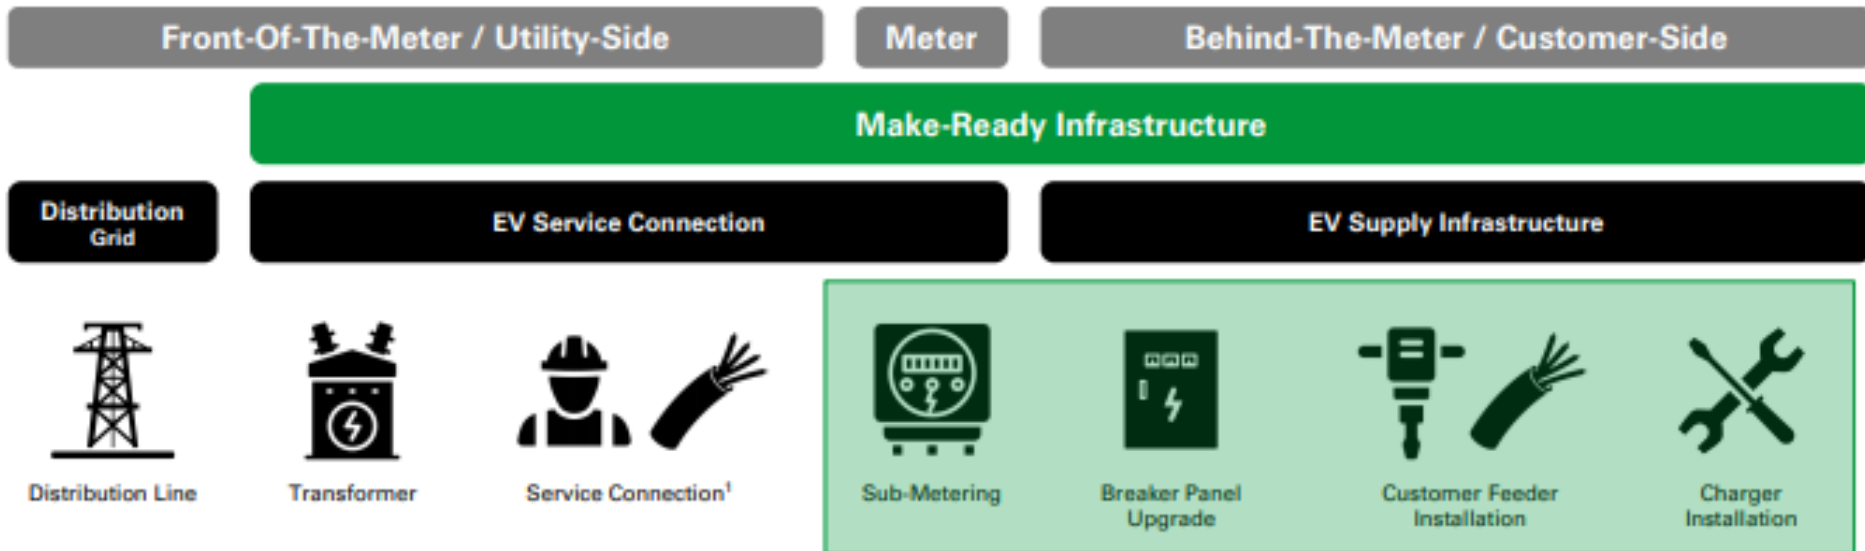 Front-Of-The-Meter / Utility-Side
Meter
Behind-The-Meter / Customer-Side
Make-Ready Infrastructure
Distribution
Grid
EV Service Connection
EV Supply Infrastructure
Distribution Line
Transformer
Service Connection¹
Sub-Metering
Breaker Panel
Upgrade
Customer Feeder
Installation
Charger
Installation